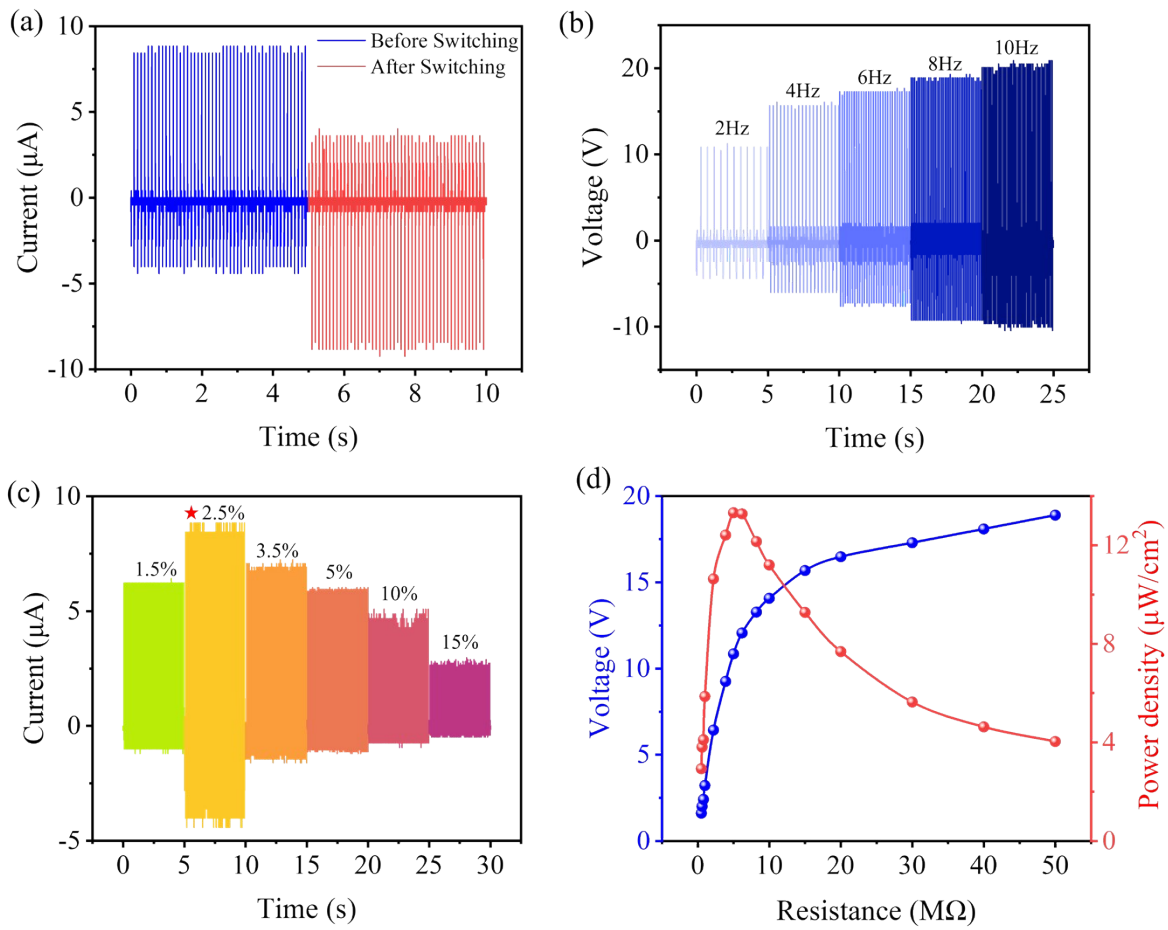 (a)
Before Switching
After Switching
10
5
0
-5
-10
Current (μA)
0 2 4 6 8 10
Time (s)
(b)
2Hz
4Hz
6Hz
8Hz
10Hz
20
10
0
-10
Voltage (V)
0 5 10 15 20 25
Time (s)
(c)
★ 2.5%
1.5%
3.5%
5%
10%
15%
10
5
0
-5
Current (μA)
0 5 10 15 20 25 30
Time (s)
(d)
20
15
10
5
0
Voltage (V)
12
8
4
0
Power density (μW/cm²)
0 10 20 30 40 50
Resistance (MΩ)